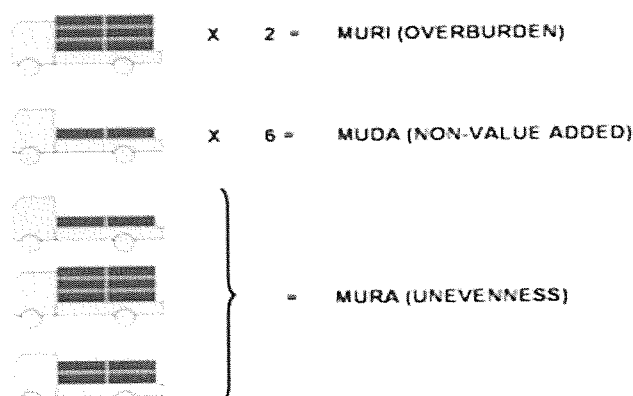 X 2 = MURI (OVERBURDEN)
X 6 = MUDA (NON-VALUE ADDED)
= MURA (UNEVENNESS)